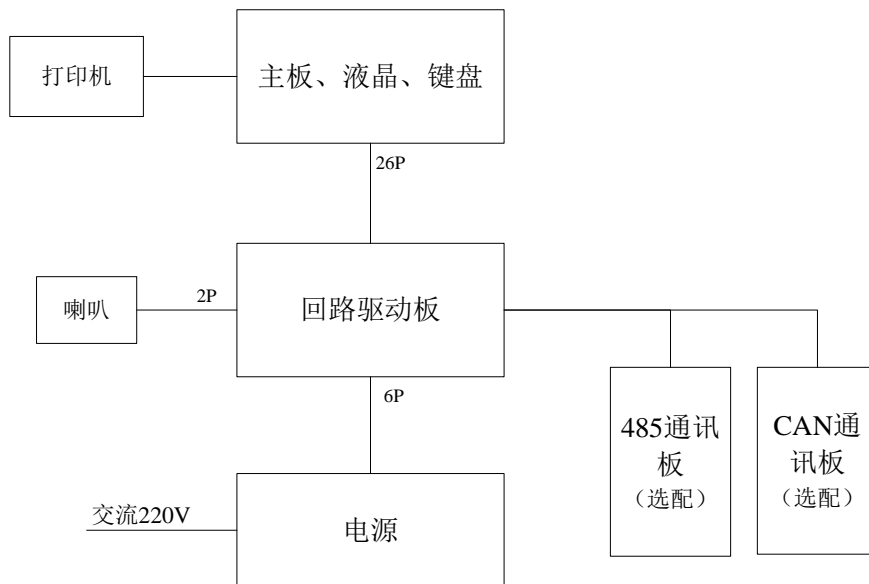 主板、液晶、键盘
打印机
26P
回路驱动板
喇叭
2P
6P
485通讯
板
（选配）
CAN通
讯板
（选配）
交流220V
电源